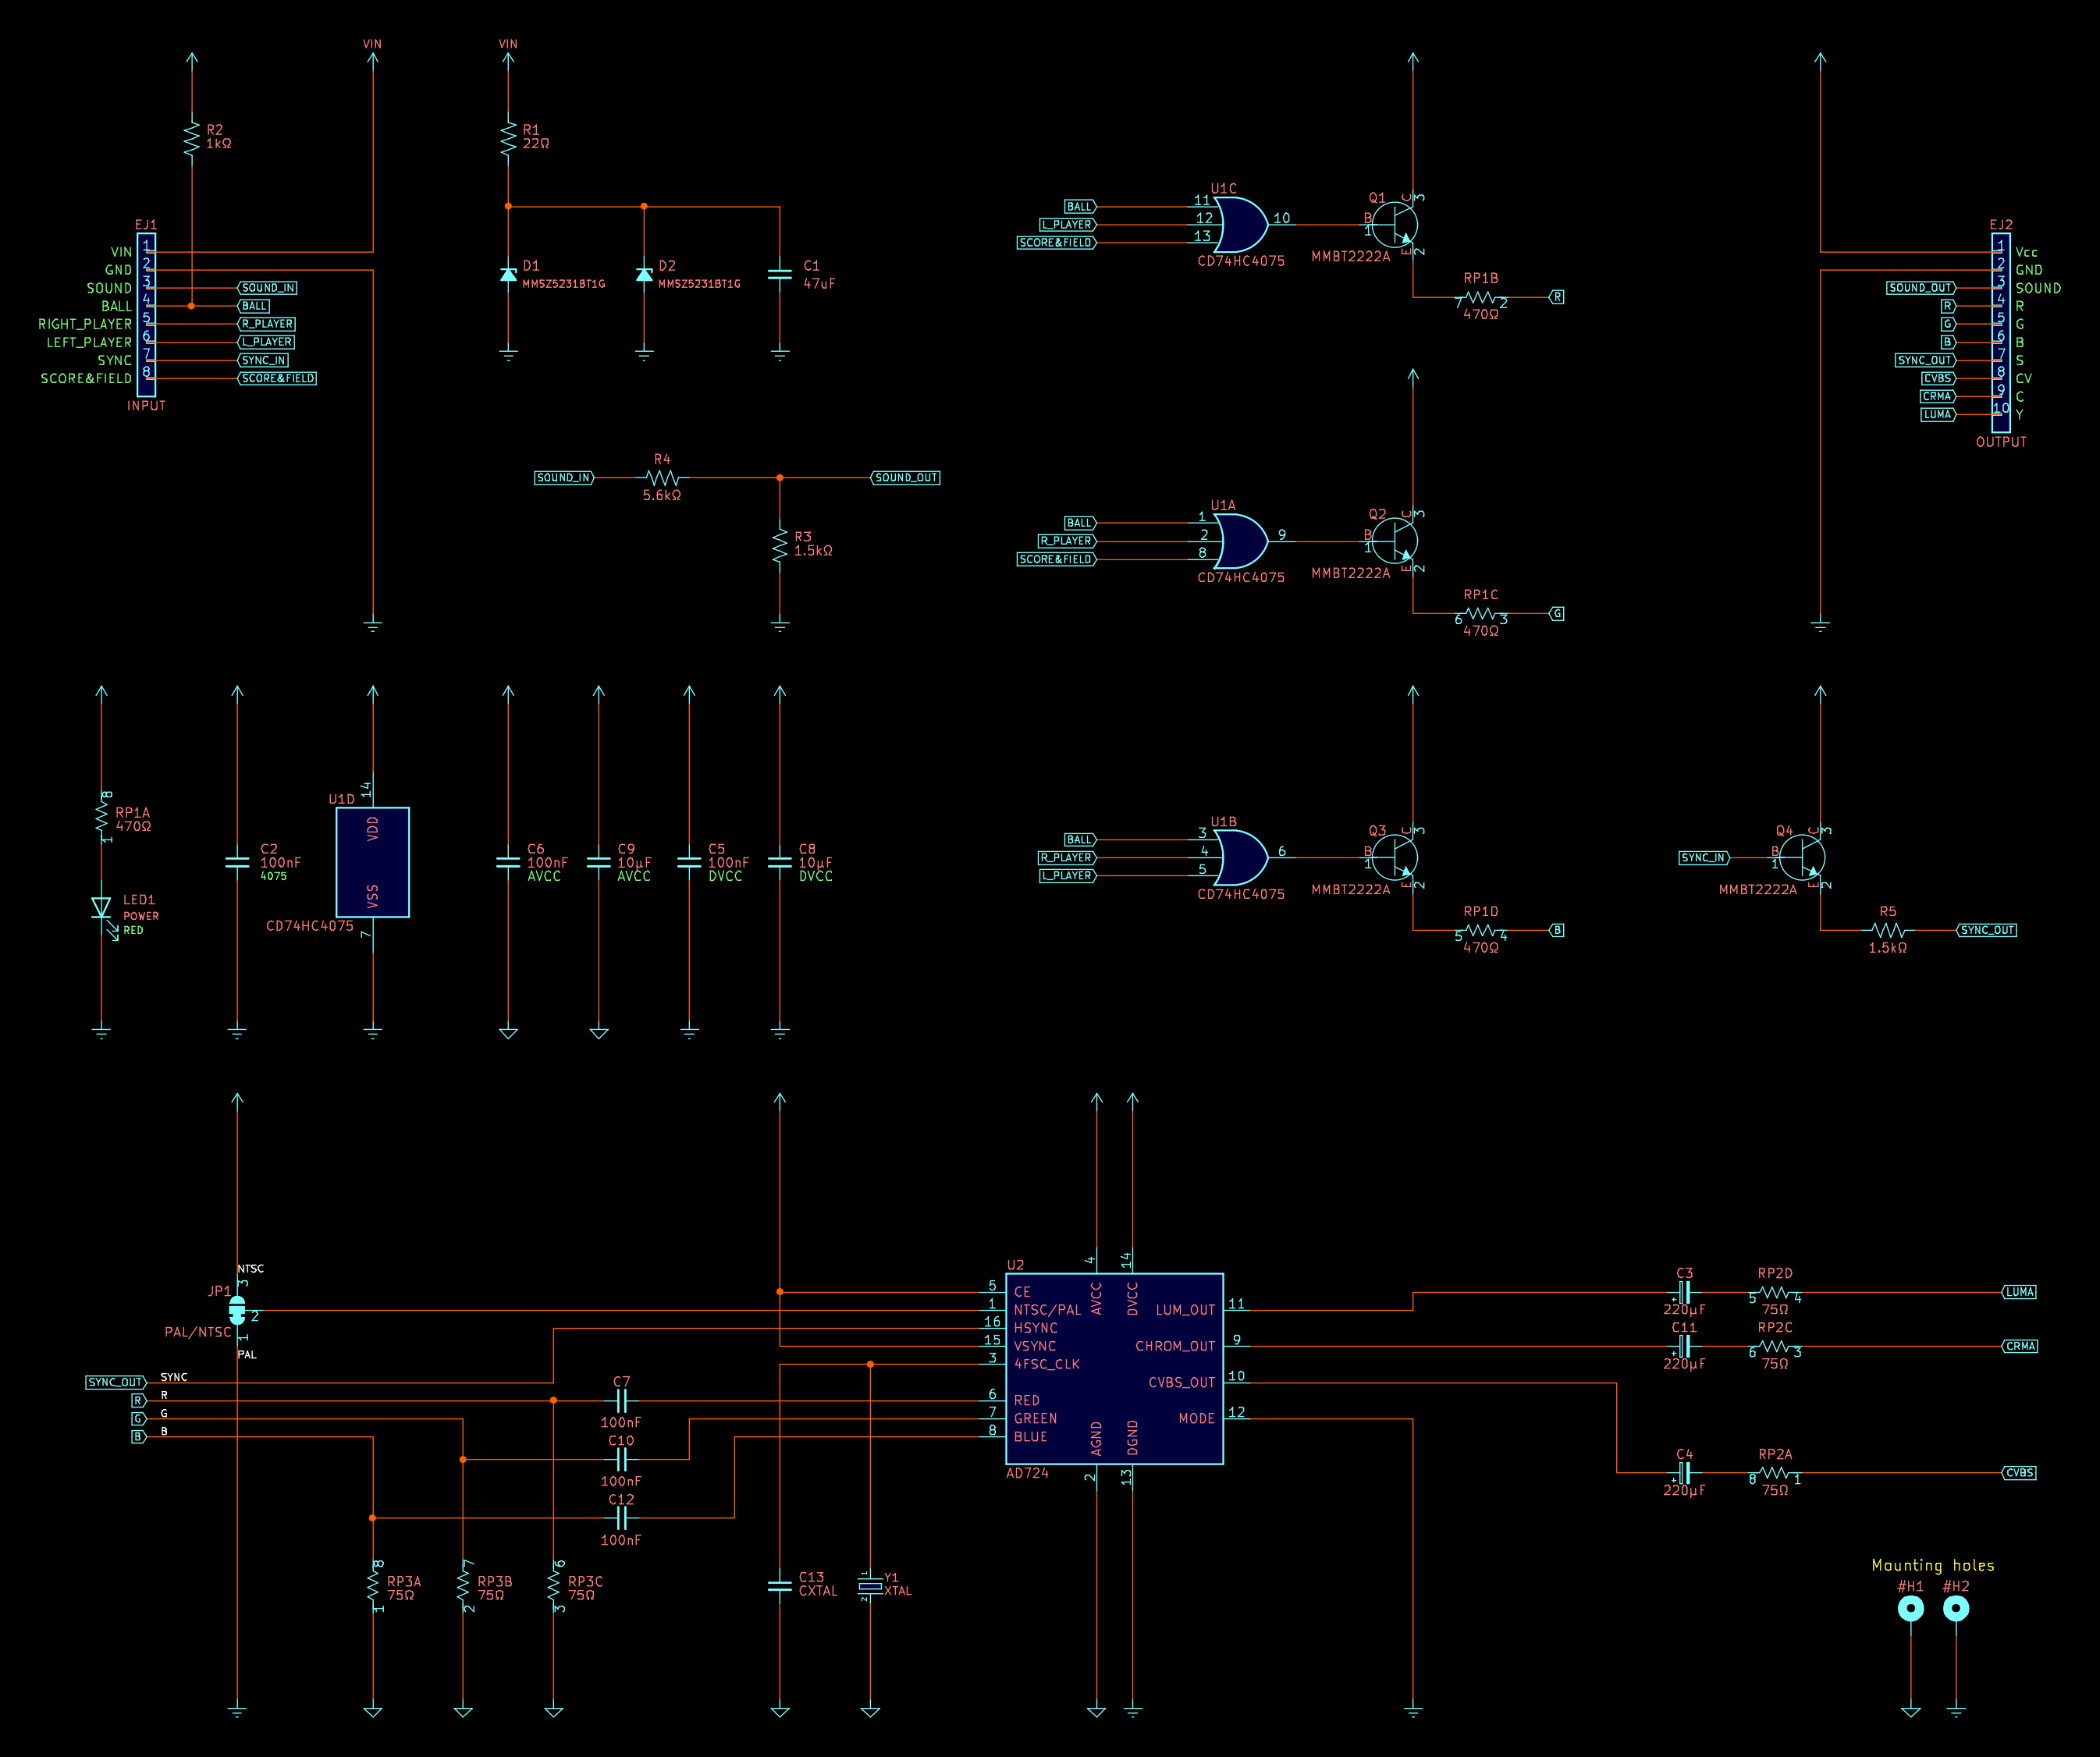 VIN
VIN
R2
1kΩ
R1
22Ω
EJ1
1
VIN
2
GND
3
SOUND
SOUND_IN
4
BALL
BALL
5
RIGHT_PLAYER
R_PLAYER
6
LEFT_PLAYER
L_PLAYER
7
SYNC
SYNC_IN
8
SCORE&FIELD
SCORE&FIELD
INPUT
D1
MM5Z5231BT1G
D2
MM5Z5231BT1G
C1
47uF
SOUND_IN
R4
5.6kΩ
SOUND_OUT
R3
1.5kΩ
U1C
BALL
11
L_PLAYER
12
SCORE&FIELD
13
10
CD74HC4075
Q1
B
1
C
3
E
2
MMBT2222A
RP1B
7
2
470Ω
R
U1A
BALL
1
R_PLAYER
2
SCORE&FIELD
8
9
CD74HC4075
Q2
B
1
C
3
E
2
MMBT2222A
RP1C
6
3
470Ω
G
EJ2
1
Vcc
2
GND
SOUND_OUT
3
SOUND
R
4
R
G
5
G
B
6
B
SYNC_OUT
7
S
CVBS
8
CV
CRMA
9
C
LUMA
10
Y
OUTPUT
8
RP1A
470Ω
1
LED1
POWER
RED
C2
100nF
4075
U1D
14
VDD
VSS
7
CD74HC4075
C6
100nF
AVCC
C9
10µF
AVCC
C5
100nF
DVCC
C8
10µF
DVCC
U1B
BALL
3
R_PLAYER
4
L_PLAYER
5
6
CD74HC4075
Q3
B
1
C
3
E
2
MMBT2222A
RP1D
5
4
470Ω
B
SYNC_IN
Q4
B
1
C
3
E
2
MMBT2222A
R5
1.5kΩ
SYNC_OUT
NTSC
3
JP1
2
PAL/NTSC
1
PAL
SYNC_OUT
SYNC
R
R
G
G
B
B
C7
100nF
C10
100nF
C12
100nF
8
RP3A
75Ω
1
7
RP3B
75Ω
2
6
RP3C
75Ω
3
C13
CXTAL
1
Y1
XTAL
2
U2
4
14
AVCC
DVCC
5
CE
1
NTSC/PAL
16
HSYNC
15
VSYNC
3
4FSC_CLK
6
RED
7
GREEN
8
BLUE
LUM_OUT
11
CHROM_OUT
9
CVBS_OUT
10
MODE
12
AGND
DGND
AD724
2
13
C3
+
220µF
RP2D
5
4
75Ω
LUMA
C11
+
220µF
RP2C
6
3
75Ω
CRMA
C4
+
220µF
RP2A
8
1
75Ω
CVBS
Mounting holes
#H1
#H2